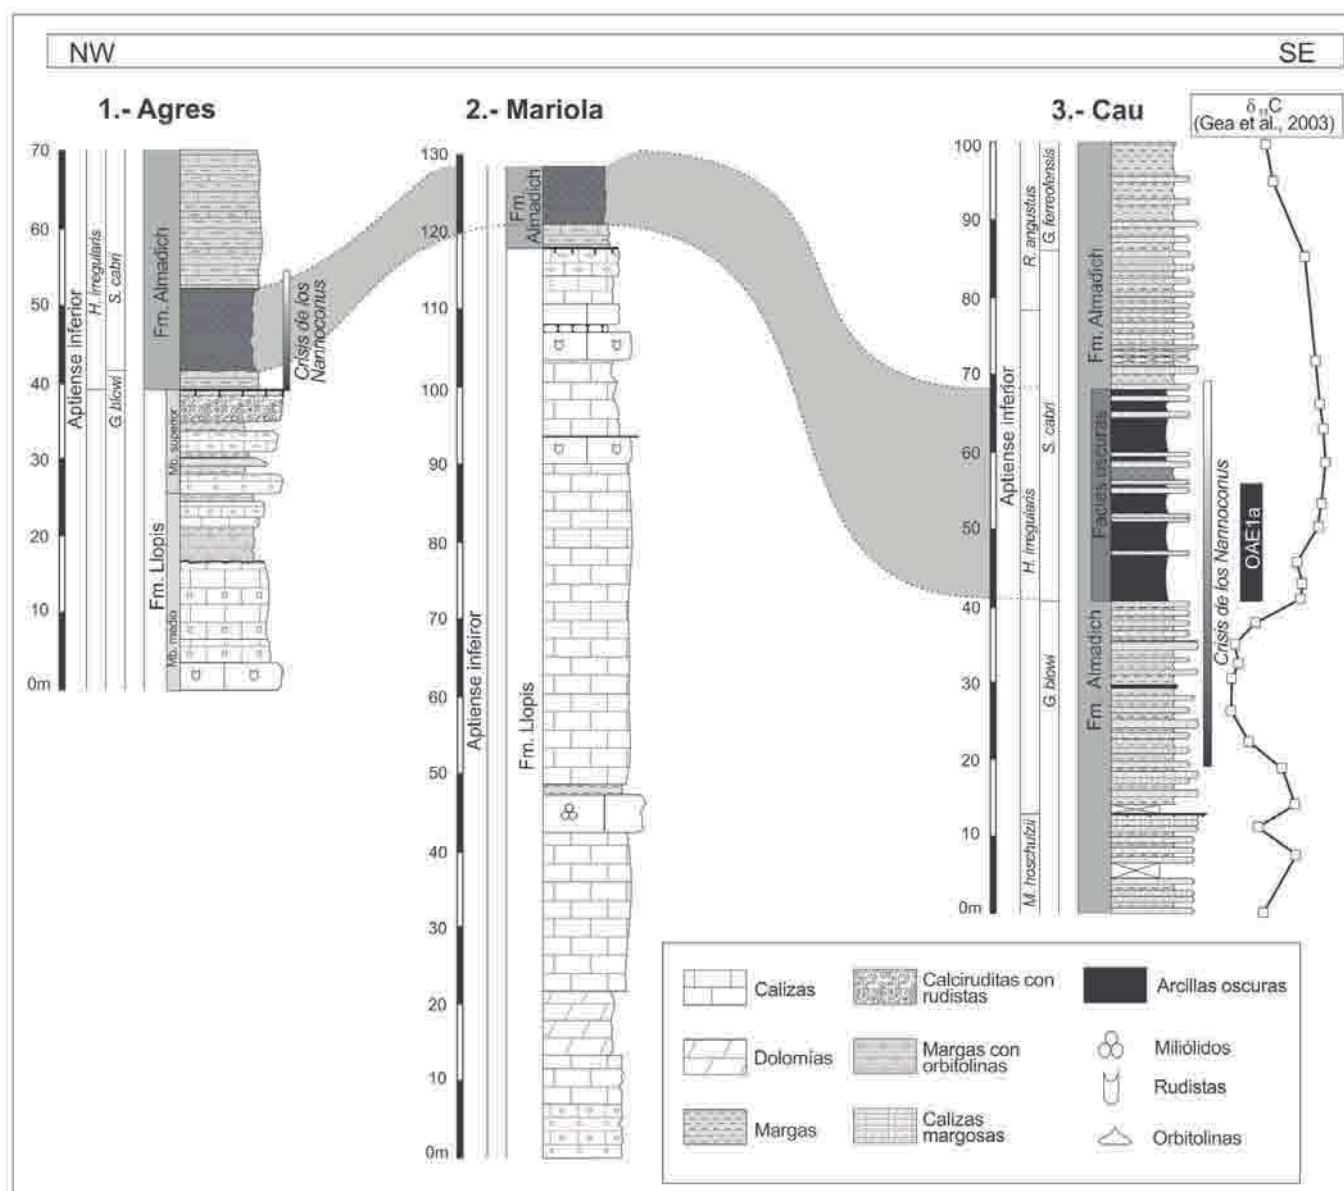 NW
SE
1.- Agres
2.- Mariola
3.- Cau
δ 13C
(Gea et al., 2003)
70
60
50
40
30
20
10
0m
Aptiense inferior
H. irregularis
S. cabri
G. blowi
Fm. Almadich
Fm. Llopis
Mb. superior
Mb. medio
Crisis de los
Nannoconus
130
120
110
100
90
80
70
60
50
40
30
20
10
0m
Aptiense inferiror
Fm.
Almadich
Fm. Llopis
100
90
80
70
60
50
40
30
20
10
0m
Aptiense inferior
R. angustus
H. irregularis
M. hoschulzii
G. ferreolensis
S. cabri
G. blowi
Fm. Almadich
Facies oscuras
Fm. Almadich
Crisis de los Nannoconus
OAE1a
Calizas
Calciruditas con
rudistas
Arcillas oscuras
Dolomías
Margas con
orbitolinas
Miliólidos
Rudistas
Margas
Calizas
margosas
Orbitolinas